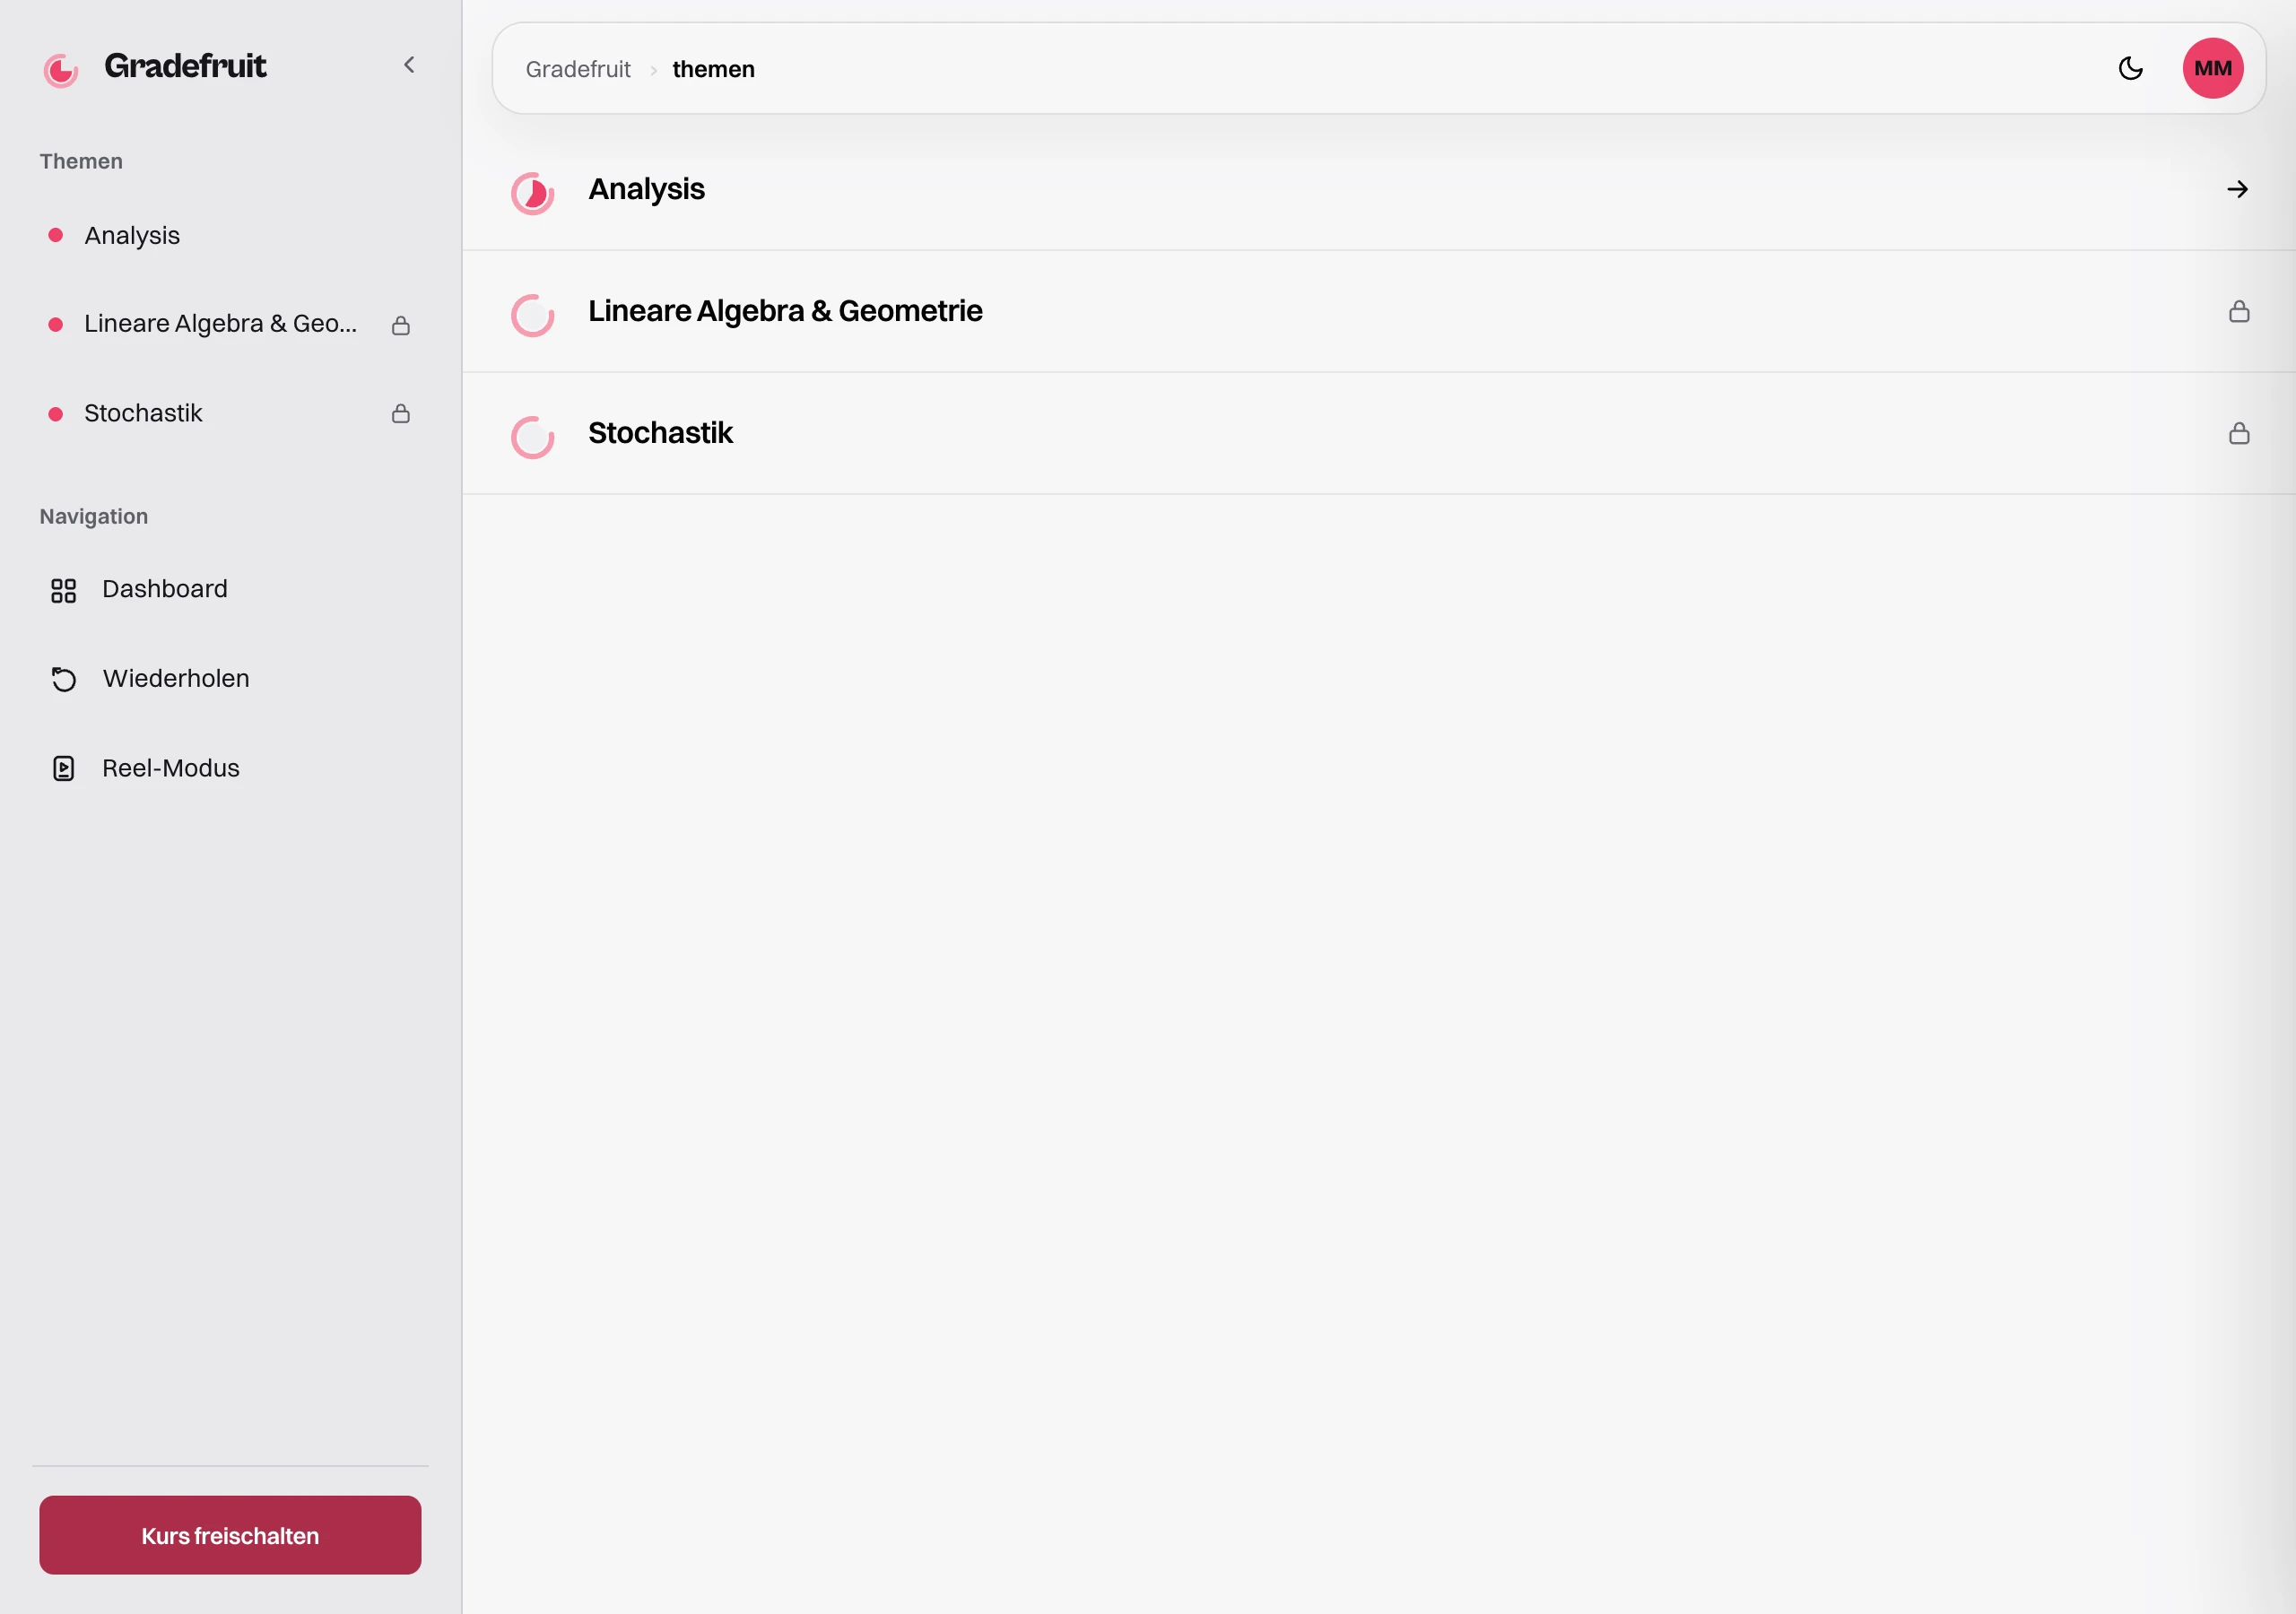 Gradefruit
Themen
Analysis
Lineare Algebra & Geo...
Stochastik
Navigation
Dashboard
Wiederholen
Reel-Modus
Kurs freischalten
Gradefruit › themen
MM
Analysis
Lineare Algebra & Geometrie
Stochastik